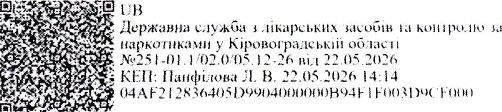 UB
Державна служба з лікарських засобів та контролю за
наркотиками у Кіровоградській області
№251-01.1/02.0/05.12-26 від 22.05.2026
КЕП: Панфілова Л. В. 22.05.2026 14:14
04AF212836405D9904000000B94F1F003D9CF000